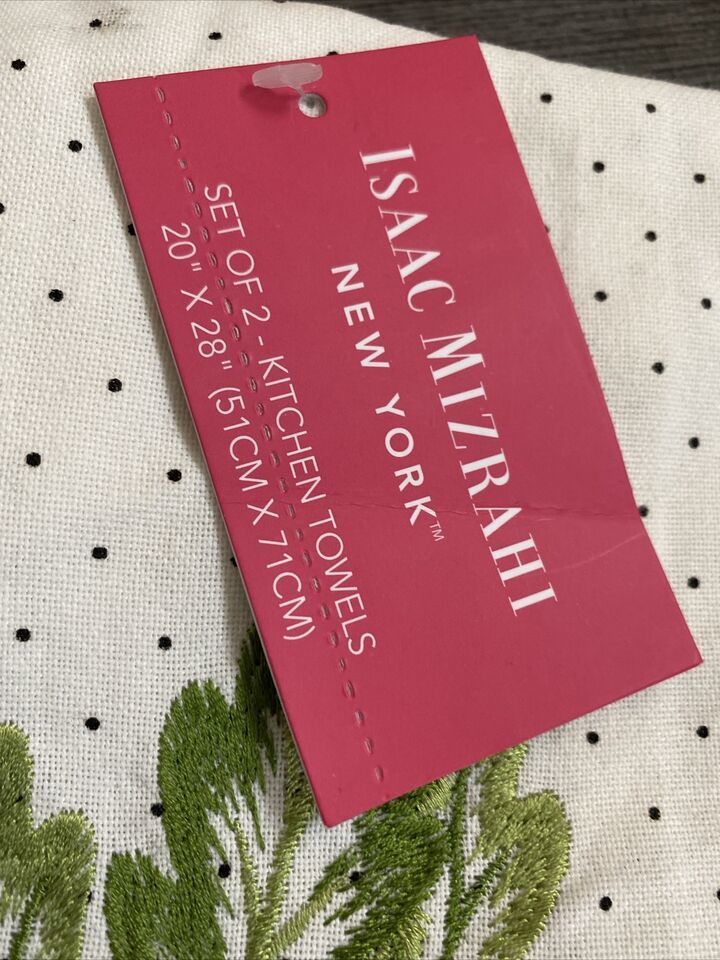 ISAAC MIZRAHI
NEW YORK™
SET OF 2 - KITCHEN TOWELS
20" X 28" (51CM X 71CM)